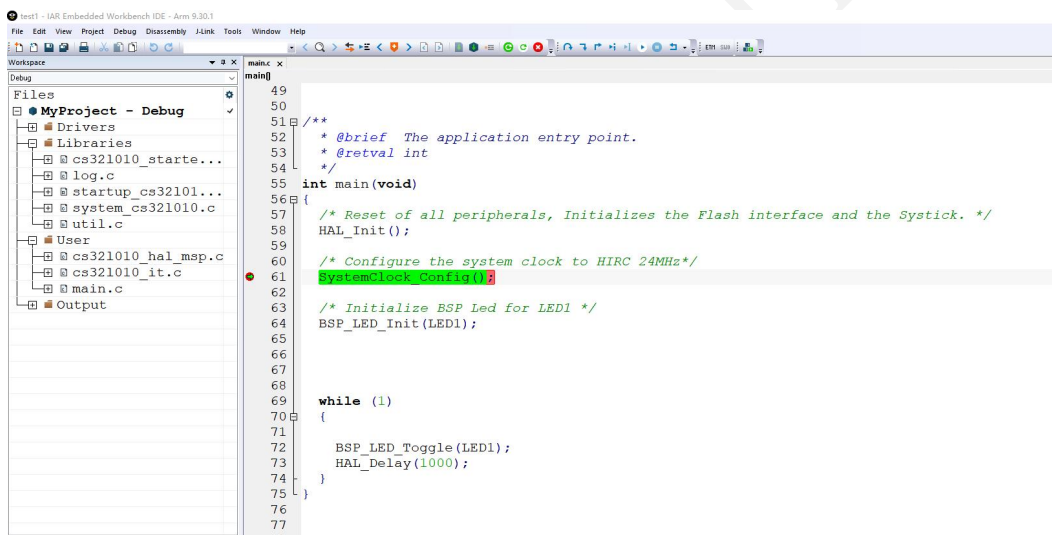 test1 - IAR Embedded Workbench IDE - Arm 9.30.1
File Edit View Project Debug Disassembly J-Link Tools Window Help
Workspace
main.c x
Debug
main()
Files
MyProject - Debug
Drivers
Libraries
cs32l010_starte...
log.c
startup_cs32l01...
system_cs32l010.c
util.c
User
cs32l010_hal_msp.c
cs32l010_it.c
main.c
Output
49
50
51 /**
52 * @brief The application entry point.
53 * @retval int
54 */
55 int main(void)
56 {
57 /* Reset of all peripherals, Initializes the Flash interface and the Systick. */
58 HAL_Init();
59
60 /* Configure the system clock to HIRC 24MHz*/
61 SystemClock_Config();
62
63 /* Initialize BSP Led for LED1 */
64 BSP_LED_Init(LED1);
65
66
67
68
69 while (1)
70 {
71
72 BSP_LED_Toggle(LED1);
73 HAL_Delay(1000);
74 }
75 }
76
77